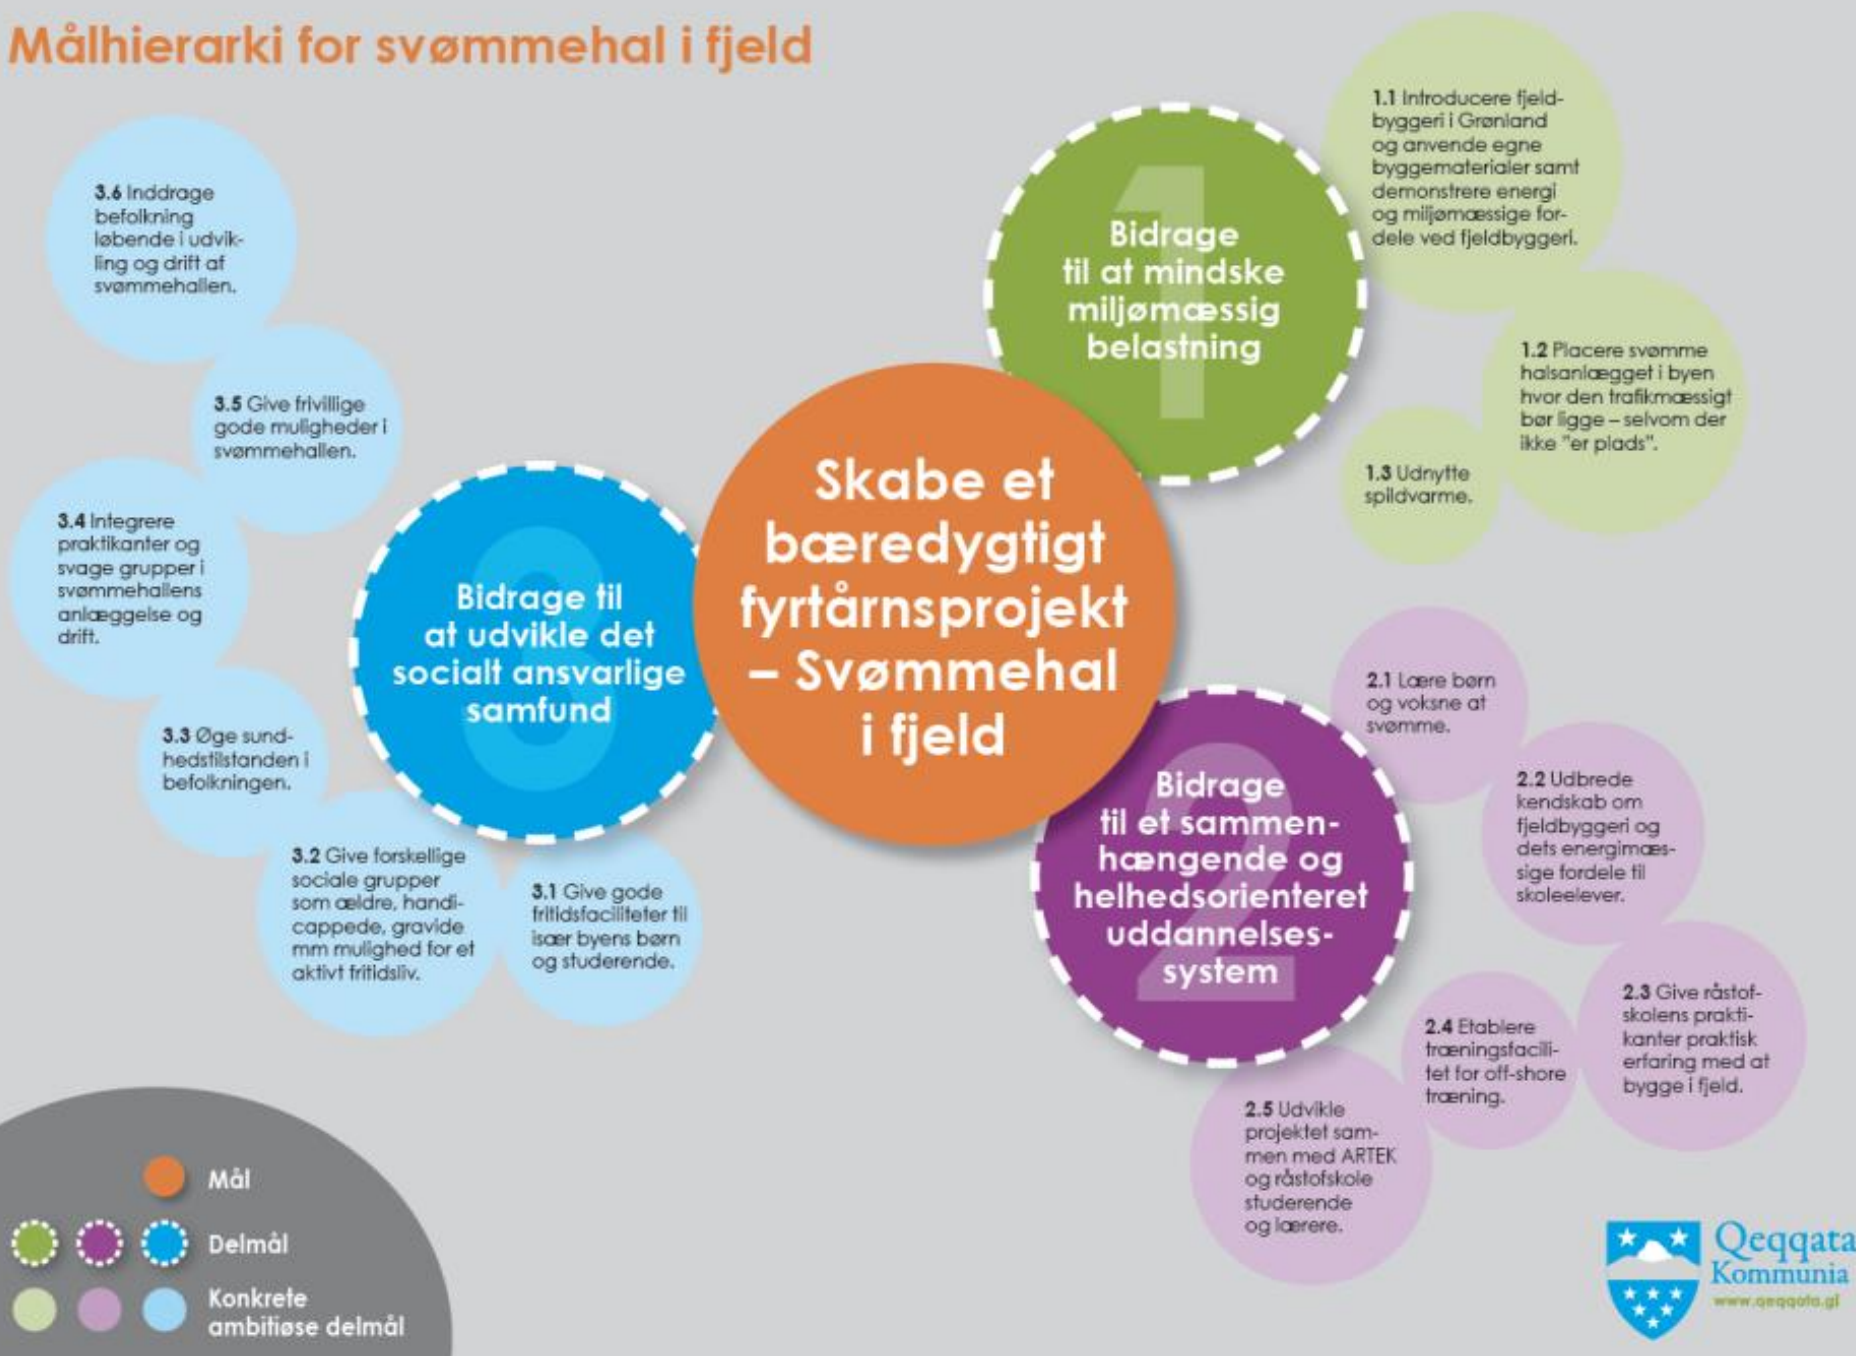 Målhierarki for svømmehal i fjeld
1.1 Introducere fjeld-
byggeri i Grønland
og anvende egne
byggematerialer samt
demonstrere energi
og miljømæssige for-
dele ved fjeldbyggeri.
1
Bidrage
til at mindske
miljømæssig
belastning
1.2 Placere svømme
halsanlægget i byen
hvor den trafikmæssigt
bør ligge – selvom der
ikke "er plads".
1.3 Udnytte
spildvarme.
Skabe et
bæredygtigt
fyrtårnsprojekt
– Svømmehal
i fjeld
2
Bidrage
til et sammen-
hængende og
helhedsorienteret
uddannelses-
system
2.1 Lære børn
og voksne at
svømme.
2.2 Udbrede
kendskab om
fjeldbyggeri og
dets energimæs-
sige fordele til
skoleelever.
2.3 Give råstof-
skolens prakti-
kanter praktisk
erfaring med at
bygge i fjeld.
2.4 Etablere
træningsfacili-
tet for off-shore
træning.
2.5 Udvikle
projektet sam-
men med ARTEK
og råstofskole
studerende
og lærere.
3
Bidrage til
at udvikle det
socialt ansvarlige
samfund
3.1 Give gode
fritidsfaciliteter til
især byens børn
og studerende.
3.2 Give forskellige
sociale grupper
som ældre, handi-
cappede, gravide
mm mulighed for et
aktivt fritidsliv.
3.3 Øge sund-
hedstilstanden i
befolkningen.
3.4 Integrere
praktikanter og
svage grupper i
svømmehallens
anlæggelse og
drift.
3.5 Give frivillige
gode muligheder i
svømmehallen.
3.6 Inddrage
befolkning
løbende i udvik-
ling og drift af
svømmehallen.
Mål
Delmål
Konkrete
ambitiøse delmål
Qeqqata
Kommunia
www.qeqqata.gl